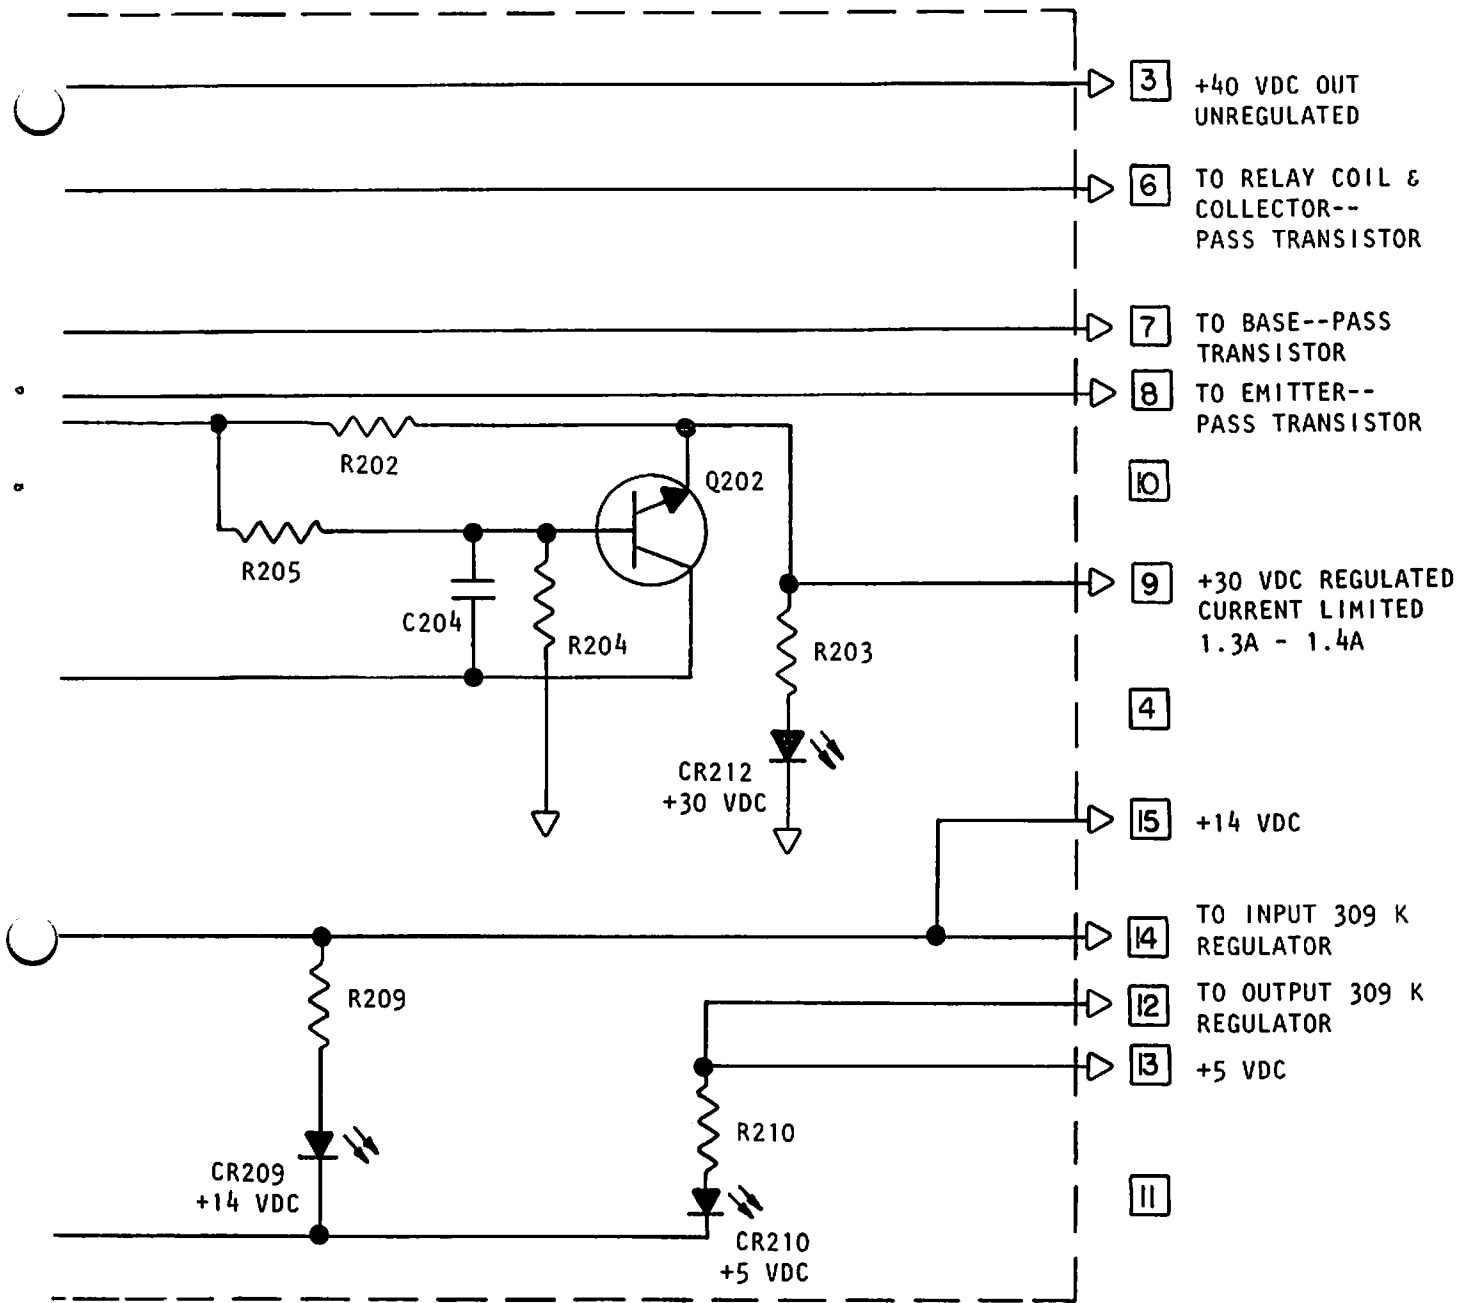 3 +40 VDC OUT
UNREGULATED
6 TO RELAY COIL &
COLLECTOR--
PASS TRANSISTOR
7 TO BASE--PASS
TRANSISTOR
8 TO EMITTER--
PASS TRANSISTOR
R202
Q202
10
R205
C204
R204
9 +30 VDC REGULATED
CURRENT LIMITED
1.3A - 1.4A
R203
4
CR212
+30 VDC
15 +14 VDC
14 TO INPUT 309 K
REGULATOR
R209
12 TO OUTPUT 309 K
REGULATOR
13 +5 VDC
R210
CR209
+14 VDC
11
CR210
+5 VDC